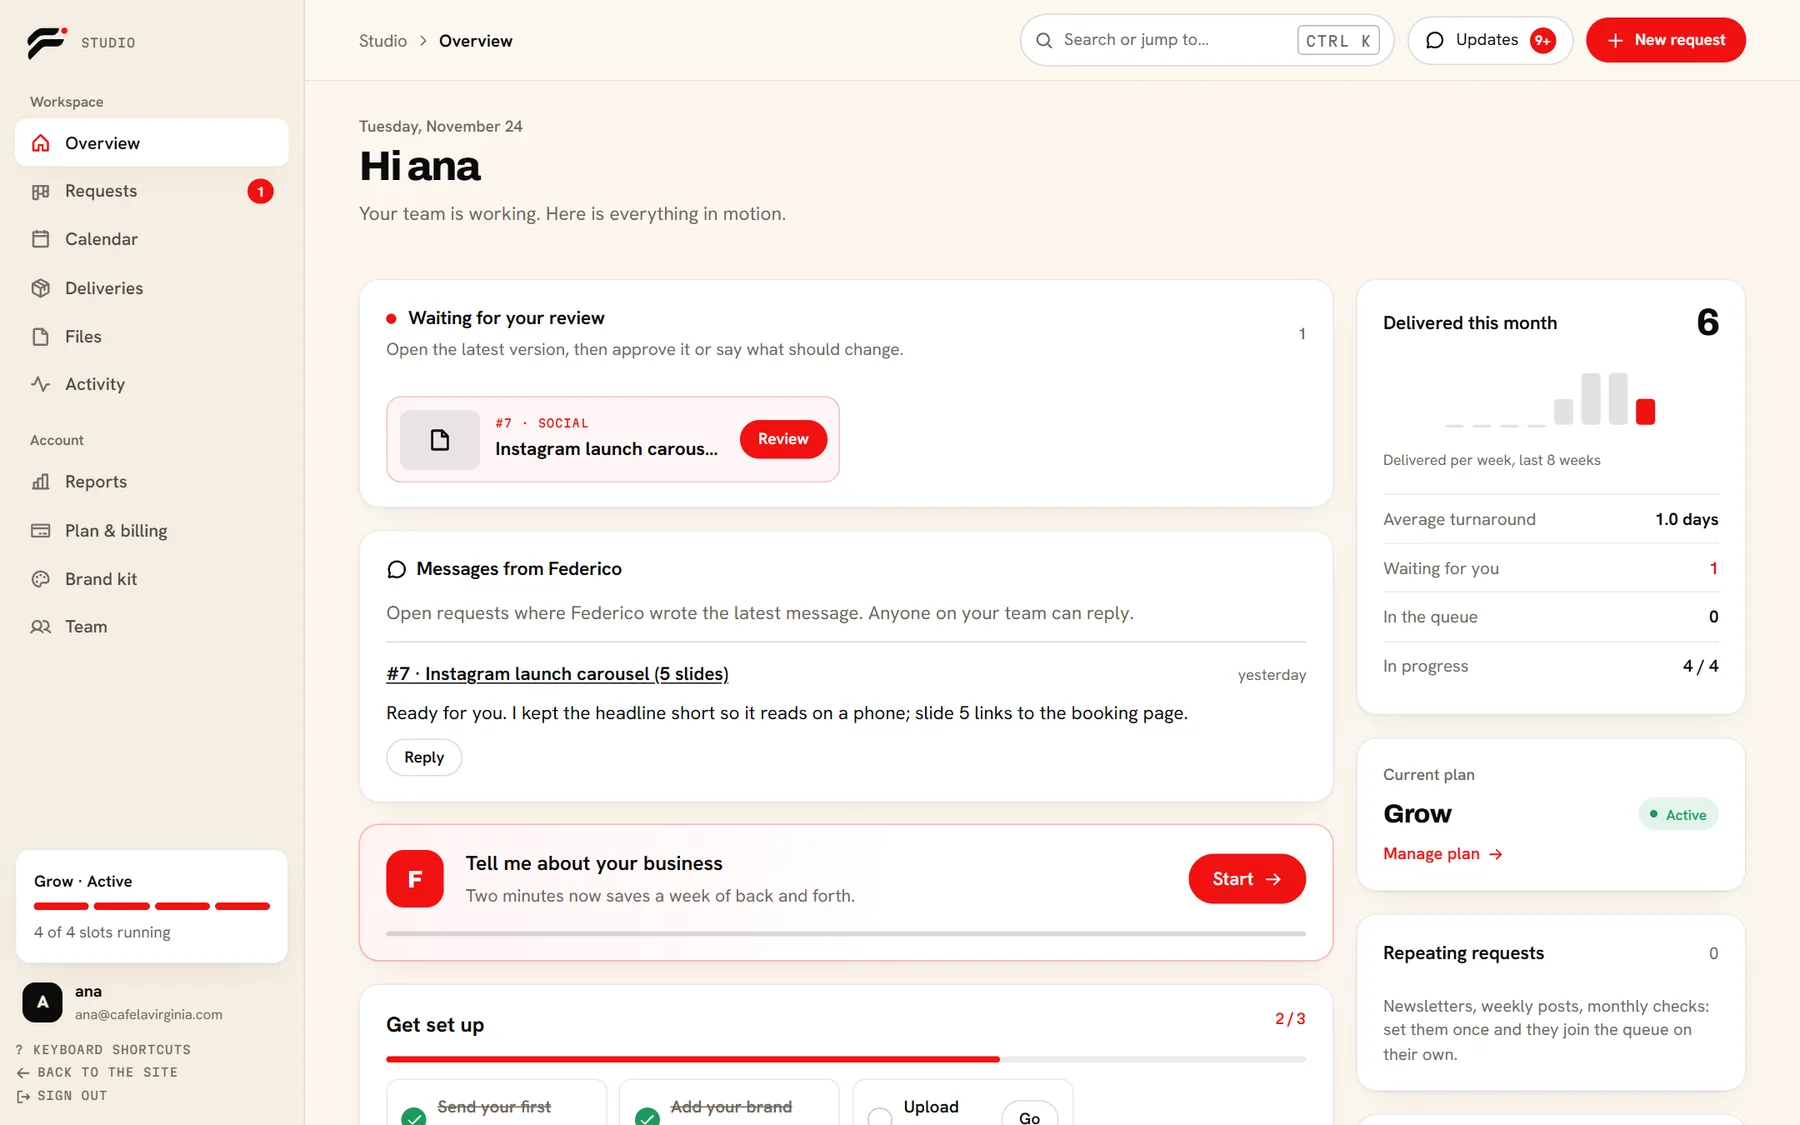 STUDIO
Workspace
Overview
Requests
1
Calendar
Deliveries
Files
Activity
Account
Reports
Plan & billing
Brand kit
Team
Grow · Active
4 of 4 slots running
A
ana
ana@cafelavirginia.com
? KEYBOARD SHORTCUTS
BACK TO THE SITE
SIGN OUT
Studio > Overview
Search or jump to...
CTRL K
Updates
9+
New request
Tuesday, November 24
Hi ana
Your team is working. Here is everything in motion.
Waiting for your review
Open the latest version, then approve it or say what should change.
1
#7 · SOCIAL
Instagram launch carous...
Review
Messages from Federico
Open requests where Federico wrote the latest message. Anyone on your team can reply.
#7 · Instagram launch carousel (5 slides)
yesterday
Ready for you. I kept the headline short so it reads on a phone; slide 5 links to the booking page.
Reply
F
Tell me about your business
Two minutes now saves a week of back and forth.
Start →
Get set up
2/3
Send your first
Add your brand
Upload
Go
Delivered this month
6
Delivered per week, last 8 weeks
Average turnaround
1.0 days
Waiting for you
1
In the queue
0
In progress
4 / 4
Current plan
Grow
Active
Manage plan →
Repeating requests
0
Newsletters, weekly posts, monthly checks:
set them once and they join the queue on
their own.